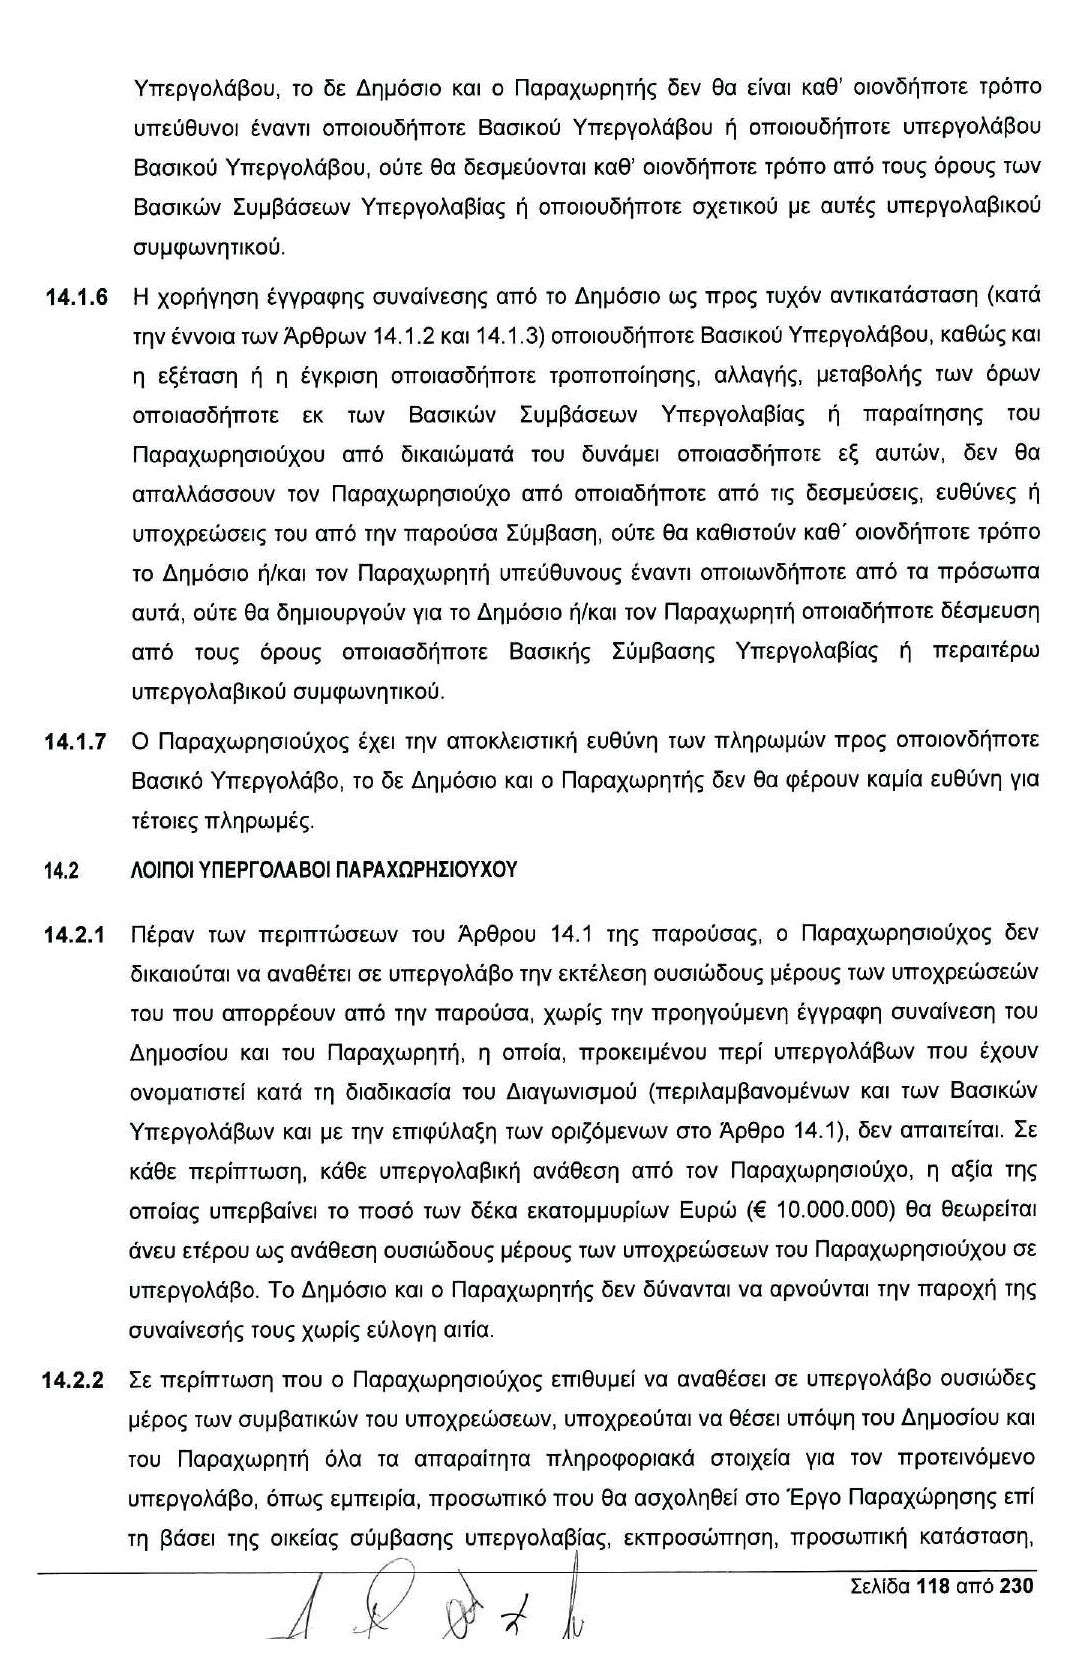 Υπεργολάβου, το δε Δημόσιο και ο Παραχωρητής δεν θα είναι καθ’ οιονδήποτε τρόπο
υπεύθυνοι έναντι οποιουδήποτε Βασικού Υπεργολάβου ή οποιουδήποτε υπεργολάβου
Βασικού Υπεργολάβου, ούτε θα δεσμεύονται καθ’ οιονδήποτε τρόπο από τους όρους των
Βασικών Συμβάσεων Υπεργολαβίας ή οποιουδήποτε σχετικού με αυτές υπεργολαβικού
συμφωνητικού.
14.1.6 Η χορήγηση έγγραφης συναίνεσης από το Δημόσιο ως προς τυχόν αντικατάσταση (κατά
την έννοια των Άρθρων 14.1.2 και 14.1.3) οποιουδήποτε Βασικού Υπεργολάβου, καθώς και
η εξέταση ή η έγκριση οποιασδήποτε τροποποίησης, αλλαγής, μεταβολής των όρων
οποιασδήποτε εκ των Βασικών Συμβάσεων Υπεργολαβίας ή παραίτησης του
Παραχωρησιούχου από δικαιώματά του δυνάμει οποιασδήποτε εξ αυτών, δεν θα
απαλλάσσουν τον Παραχωρησιούχο από οποιαδήποτε από τις δεσμεύσεις, ευθύνες ή
υποχρεώσεις του από την παρούσα Σύμβαση, ούτε θα καθιστούν καθ΄ οιονδήποτε τρόπο
το Δημόσιο ή/και τον Παραχωρητή υπεύθυνους έναντι οποιωνδήποτε από τα πρόσωπα
αυτά, ούτε θα δημιουργούν για το Δημόσιο ή/και τον Παραχωρητή οποιαδήποτε δέσμευση
από τους όρους οποιασδήποτε Βασικής Σύμβασης Υπεργολαβίας ή περαιτέρω
υπεργολαβικού συμφωνητικού.
14.1.7 Ο Παραχωρησιούχος έχει την αποκλειστική ευθύνη των πληρωμών προς οποιονδήποτε
Βασικό Υπεργολάβο, το δε Δημόσιο και ο Παραχωρητής δεν θα φέρουν καμία ευθύνη για
τέτοιες πληρωμές.
14.2 ΛΟΙΠΟΙ ΥΠΕΡΓΟΛΑΒΟΙ ΠΑΡΑΧΩΡΗΣΙΟΥΧΟΥ
14.2.1 Πέραν των περιπτώσεων του Άρθρου 14.1 της παρούσας, ο Παραχωρησιούχος δεν
δικαιούται να αναθέτει σε υπεργολάβο την εκτέλεση ουσιώδους μέρους των υποχρεώσεών
του που απορρέουν από την παρούσα, χωρίς την προηγούμενη έγγραφη συναίνεση του
Δημοσίου και του Παραχωρητή, η οποία, προκειμένου περί υπεργολάβων που έχουν
ονοματιστεί κατά τη διαδικασία του Διαγωνισμού (περιλαμβανομένων και των Βασικών
Υπεργολάβων και με την επιφύλαξη των οριζόμενων στο Άρθρο 14.1), δεν απαιτείται. Σε
κάθε περίπτωση, κάθε υπεργολαβική ανάθεση από τον Παραχωρησιούχο, η αξία της
οποίας υπερβαίνει το ποσό των δέκα εκατομμυρίων Ευρώ (€ 10.000.000) θα θεωρείται
άνευ ετέρου ως ανάθεση ουσιώδους μέρους των υποχρεώσεων του Παραχωρησιούχου σε
υπεργολάβο. Το Δημόσιο και ο Παραχωρητής δεν δύνανται να αρνούνται την παροχή της
συναίνεσής τους χωρίς εύλογη αιτία.
14.2.2 Σε περίπτωση που ο Παραχωρησιούχος επιθυμεί να αναθέσει σε υπεργολάβο ουσιώδες
μέρος των συμβατικών του υποχρεώσεων, υποχρεούται να θέσει υπόψη του Δημοσίου και
του Παραχωρητή όλα τα απαραίτητα πληροφοριακά στοιχεία για τον προτεινόμενο
υπεργολάβο, όπως εμπειρία, προσωπικό που θα ασχοληθεί στο Έργο Παραχώρησης επί
τη βάσει της οικείας σύμβασης υπεργολαβίας, εκπροσώπηση, προσωπική κατάσταση,
Σελίδα 118 από 230